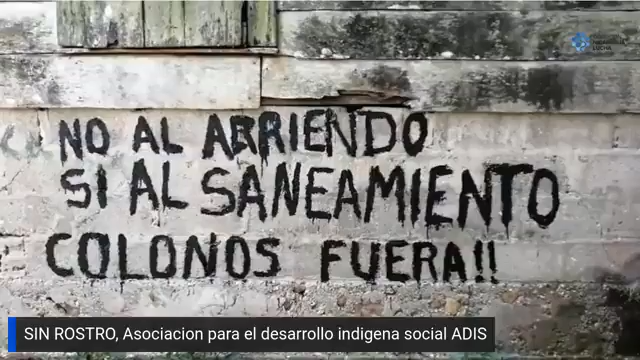 NO AL ARRIENDO
SI AL SANEAMIENTO
COLONOS FUERA!!
SIN ROSTRO, Asociacion para el desarrollo indigena social ADIS